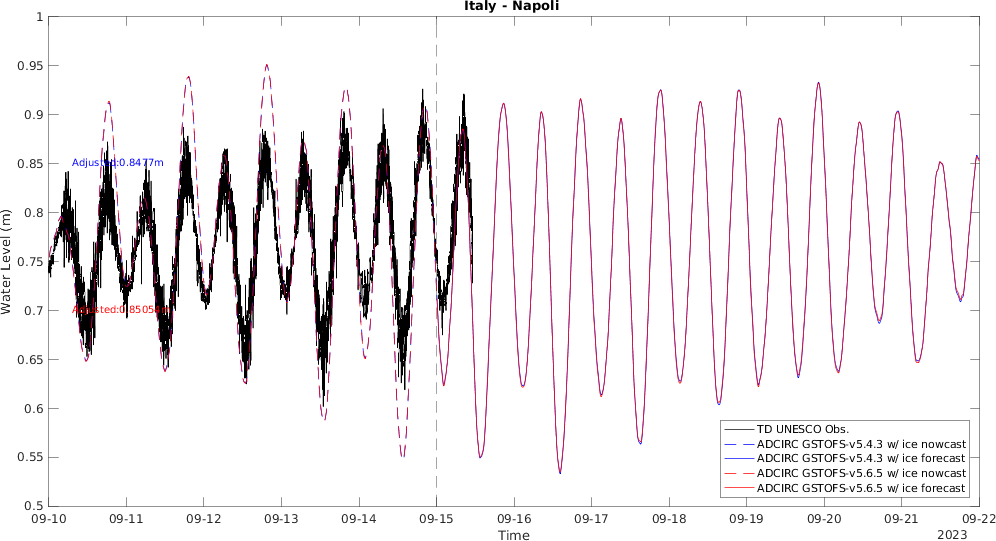 Italy - Napoli
1
0.95
0.9
0.85
0.8
0.75
0.7
0.65
0.6
0.55
0.5
Water Level (m)
Adjusted:0.8477m
TD UNESCO Obs.
ADCIRC GSTOFS-v5.4.3 w/ ice nowcast
ADCIRC GSTOFS-v5.4.3 w/ ice forecast
ADCIRC GSTOFS-v5.6.5 w/ ice nowcast
ADCIRC GSTOFS-v5.6.5 w/ ice forecast
09-10 09-11 09-12 09-13 09-14 09-15 09-16 09-17 09-18 09-19 09-20 09-21 09-22
Time
2023